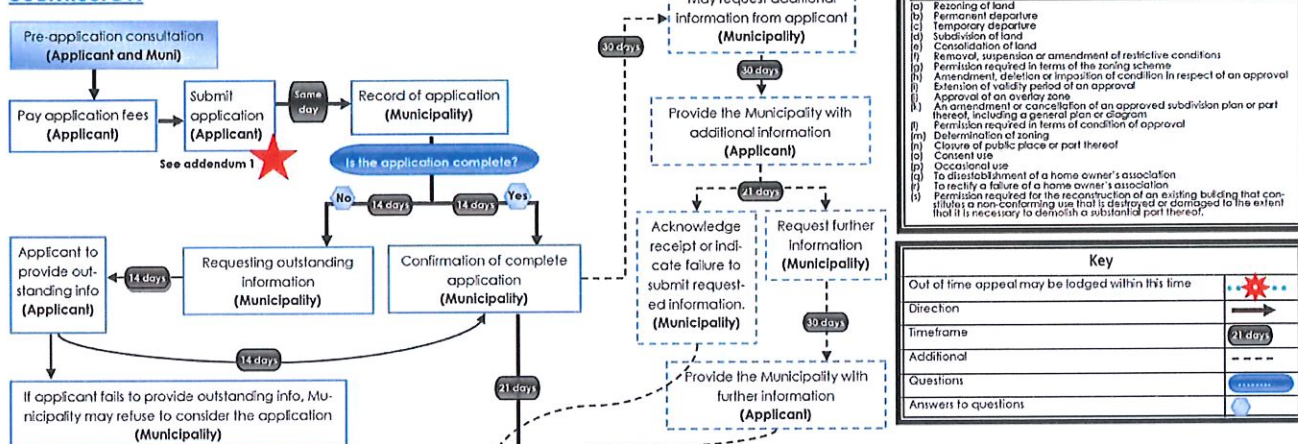 May request additional
information from applicant
(Municipality)
Pre-application consultation
(Applicant and Muni)
30 days
30 days
Pay application fees
(Applicant)
Submit
application
(Applicant)
Same
day
Record of application
(Municipality)
See addendum 1
Is the application complete?
No
14 days
14 days
Yes
Provide the Municipality with
additional information
(Applicant)
21 days
Applicant to
provide out-
standing info
(Applicant)
14 days
Requesting outstanding
information
(Municipality)
Confirmation of complete
application
(Municipality)
Acknowledge
receipt or indi-
cate failure to
submit request-
ed information.
(Municipality)
Request further
information
(Municipality)
30 days
14 days
21 days
If applicant fails to provide outstanding info, Mu-
nicipality may refuse to consider the application
(Municipality)
Provide the Municipality with
further information
(Applicant)
(a) Rezoning of land
(b) Permanent departure
(c) Temporary departure
(d) Subdivision of land
(e) Consolidation of land
(f) Removal, suspension or amendment of restrictive conditions
(g) Permission required in terms of the zoning scheme
(h) Amendment, deletion or imposition of condition in respect of an approval
(i) Extension of validity period of an approval
(j) Approval of an overlay zone
(k) An amendment or cancellation of an approved subdivision plan or part
thereof, including a general plan or diagram
(l) Permission required in terms of condition of approval
(m) Determination of zoning
(n) Closure of public place or part thereof
(o) Consent use
(p) Occasional use
(q) To disestablishment of a home owner's association
(r) To rectify a failure of a home owner's association
(s) Permission required for the reconstruction of an existing building that con-
stitutes a non-conforming use that is destroyed or damaged to the extent
that it is necessary to demolish a substantial part thereof.
Key
Out of time appeal may be lodged within this time
Direction
Timeframe
21 days
Additional
Questions
Answers to questions